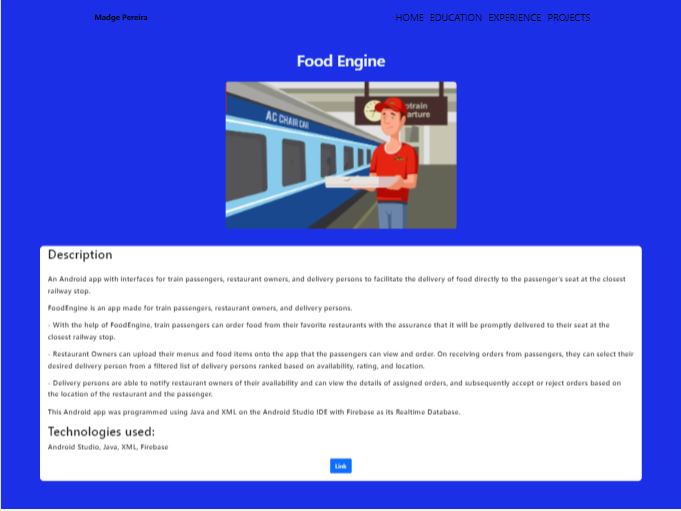 Madge Pereira
HOME EDUCATION EXPERIENCE PROJECTS
Food Engine
AC CHAIR CAR
train
arture
Description
An Android app with interfaces for train passengers, restaurant owners, and delivery persons to facilitate the delivery of food directly to the passenger's seat at the closest
railway stop.
FoodEngine is an app made for train passengers, restaurant owners, and delivery persons.
- With the help of FoodEngine, train passengers can order food from their favorite restaurants with the assurance that it will be promptly delivered to their seat at the
closest railway stop.
- Restaurant Owners can upload their menus and food items onto the app that the passengers can view and order. On receiving orders from passengers, they can select their
desired delivery person from a filtered list of delivery persons ranked based on availability, rating, and location.
- Delivery persons are able to notify restaurant owners of their availability and can view the details of assigned orders, and subsequently accept or reject orders based on
the location of the restaurant and the passenger.
This Android app was programmed using Java and XML on the Android Studio IDE with Firebase as its Realtime Database.
Technologies used:
Android Studio, Java, XML, Firebase
Link